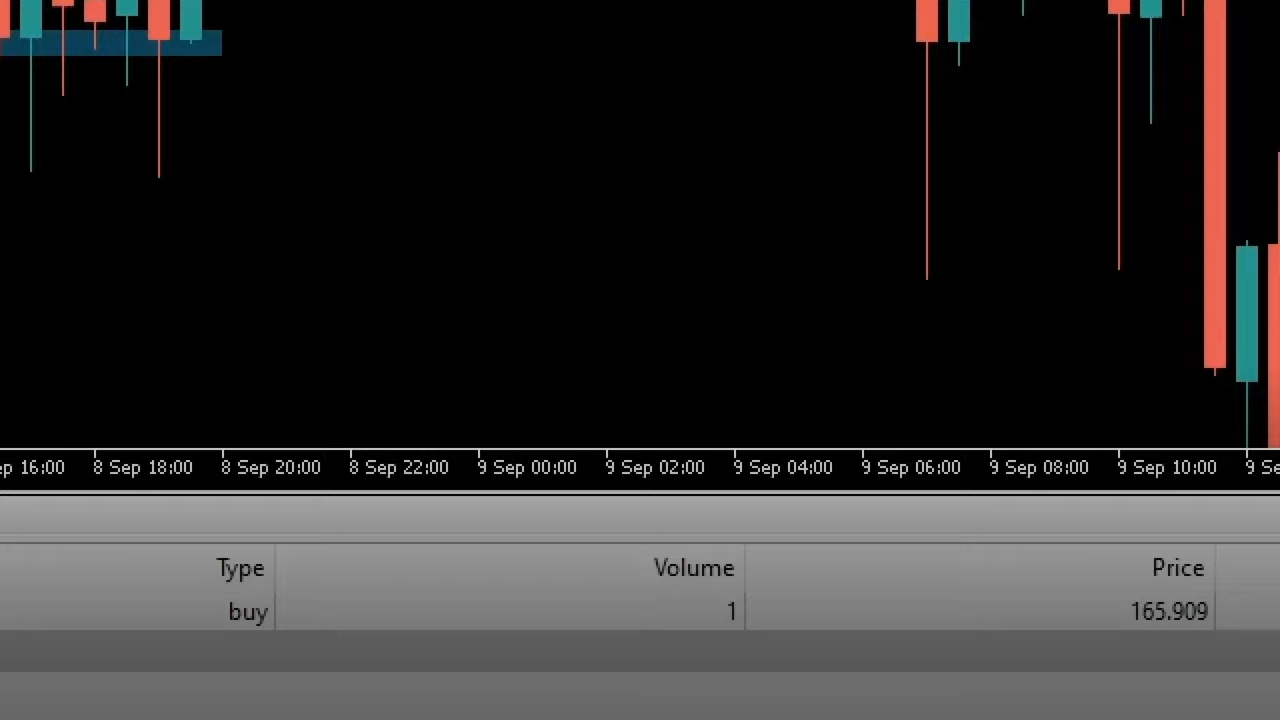 16:00 8 Sep 18:00 8 Sep 20:00 8 Sep 22:00 9 Sep 00:00 9 Sep 02:00 9 Sep 04:00 9 Sep 06:00 9 Sep 08:00 9 Sep 10:00 9
Type Volume Price
buy 1 165.909